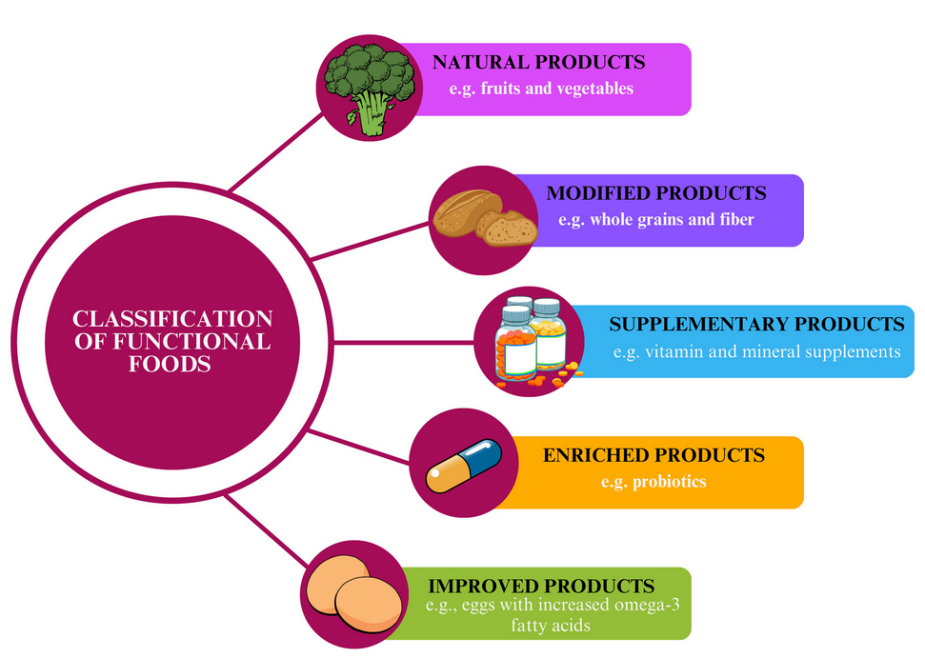 NATURAL PRODUCTS
e.g. fruits and vegetables
MODIFIED PRODUCTS
e.g. whole grains and fiber
CLASSIFICATION
OF FUNCTIONAL
FOODS
SUPPLEMENTARY PRODUCTS
e.g. vitamin and mineral supplements
ENRICHED PRODUCTS
e.g. probiotics
IMPROVED PRODUCTS
e.g., eggs with increased omega-3
fatty acids